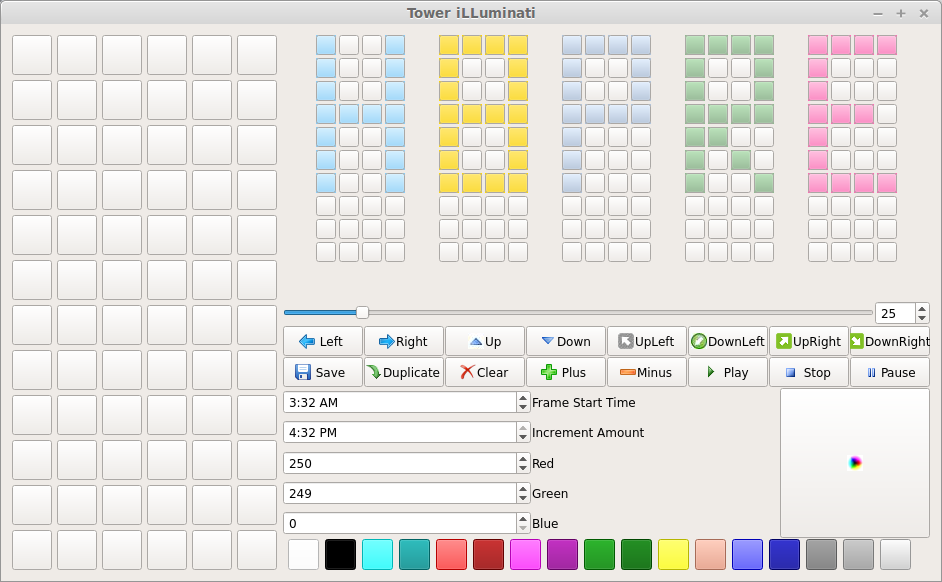 Tower iLLuminati
H O P R E
25
Left Right Up Down UpLeft DownLeft UpRight DownRight
Save Duplicate Clear Plus Minus Play Stop Pause
3:32 AM Frame Start Time
4:32 PM Increment Amount
250 Red
249 Green
0 Blue